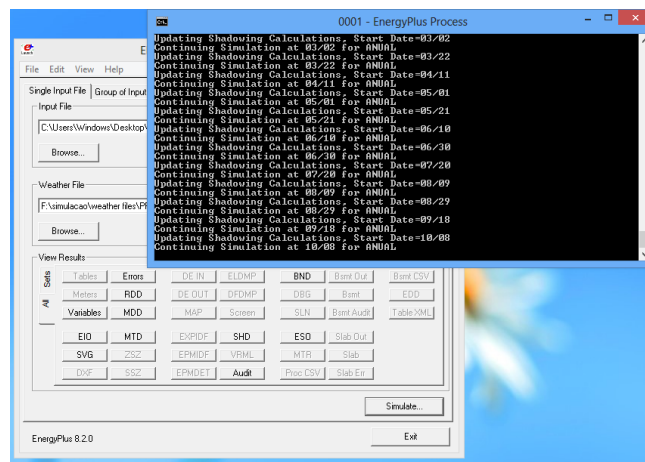 0001 - EnergyPlus Process
Updating Shadowing Calculations, Start Date=03/02
Continuing Simulation at 03/02 for ANUAL
Updating Shadowing Calculations, Start Date=03/22
Continuing Simulation at 03/22 for ANUAL
Updating Shadowing Calculations, Start Date=04/11
Continuing Simulation at 04/11 for ANUAL
Updating Shadowing Calculations, Start Date=05/01
Continuing Simulation at 05/01 for ANUAL
Updating Shadowing Calculations, Start Date=05/21
Continuing Simulation at 05/21 for ANUAL
Updating Shadowing Calculations, Start Date=06/10
Continuing Simulation at 06/10 for ANUAL
Updating Shadowing Calculations, Start Date=06/30
Continuing Simulation at 06/30 for ANUAL
Updating Shadowing Calculations, Start Date=07/20
Continuing Simulation at 07/20 for ANUAL
Updating Shadowing Calculations, Start Date=08/09
Continuing Simulation at 08/09 for ANUAL
Updating Shadowing Calculations, Start Date=08/29
Continuing Simulation at 08/29 for ANUAL
Updating Shadowing Calculations, Start Date=09/18
Continuing Simulation at 09/18 for ANUAL
Updating Shadowing Calculations, Start Date=10/08
Continuing Simulation at 10/08 for ANUAL
E
File Edit View Help
Single Input File Group of Input
Input File
C:\Users\Windows\Desktop\
Browse...
Weather File
F:\simulacao\weather files\PR
Browse...
View Results
Sets
All
Tables Errors DE IN ELDMP BND Bsmt Out Bsmt CSV
Meters RDD DE OUT DFDMP DBG Bsmt EDD
Variables MDD MAP Screen SLN Bsmt Audit Table XML
EIO MTD EXPIDF SHD ESO Slab Out
SVG ZSZ EPMIDF VRML MTR Slab
DXF SSZ EPMDET Audit Proc CSV Slab Err
Simulate...
EnergyPlus 8.2.0 Exit